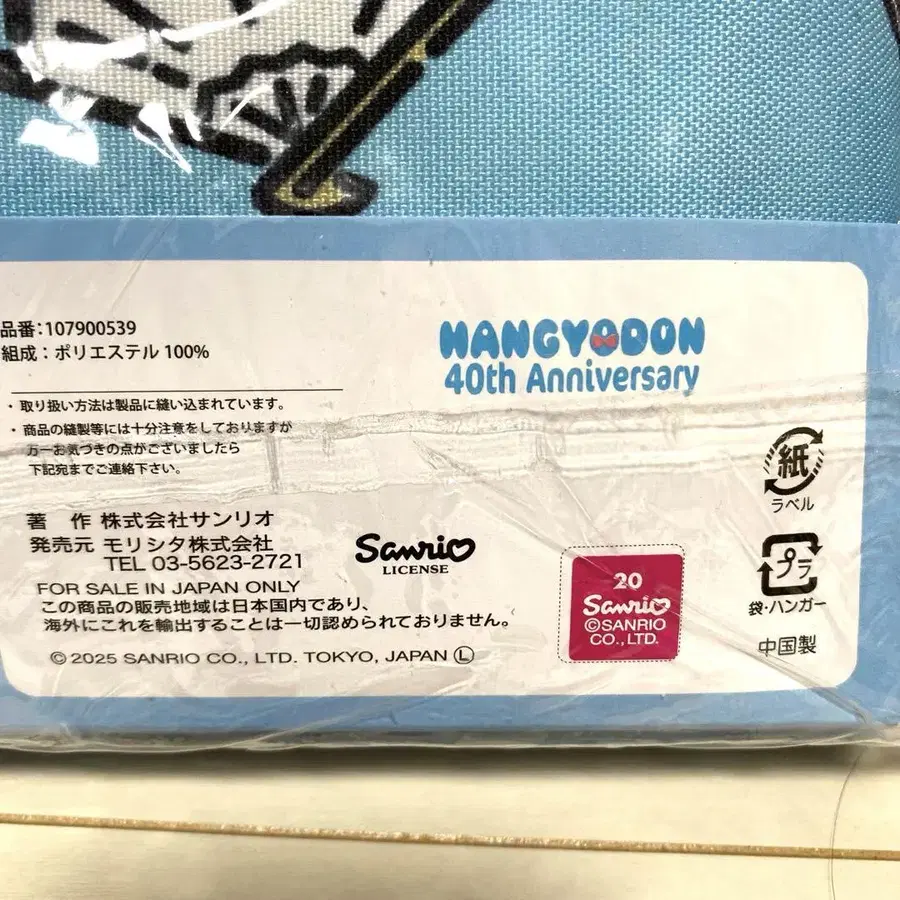 品番:107900539
組成：ポリエステル 100%
HANGYODON
40th Anniversary
・取り扱い方法は製品に縫い込まれています。
・商品の縫製等には十分注意をしておりますが
万一お気づきの点がございましたら
下記宛までご連絡下さい。
紙
ラベル
著 作 株式会社サンリオ
発売元 モリシタ株式会社
TEL 03-5623-2721
Sanrio
LICENSE
FOR SALE IN JAPAN ONLY
この商品の販売地域は日本国内であり、
海外にこれを輸出することは一切認められておりません。
©2025 SANRIO CO., LTD. TOKYO, JAPAN Ⓛ
20
Sanrio
©SANRIO
CO., LTD.
プラ
袋・ハンガー
中国製